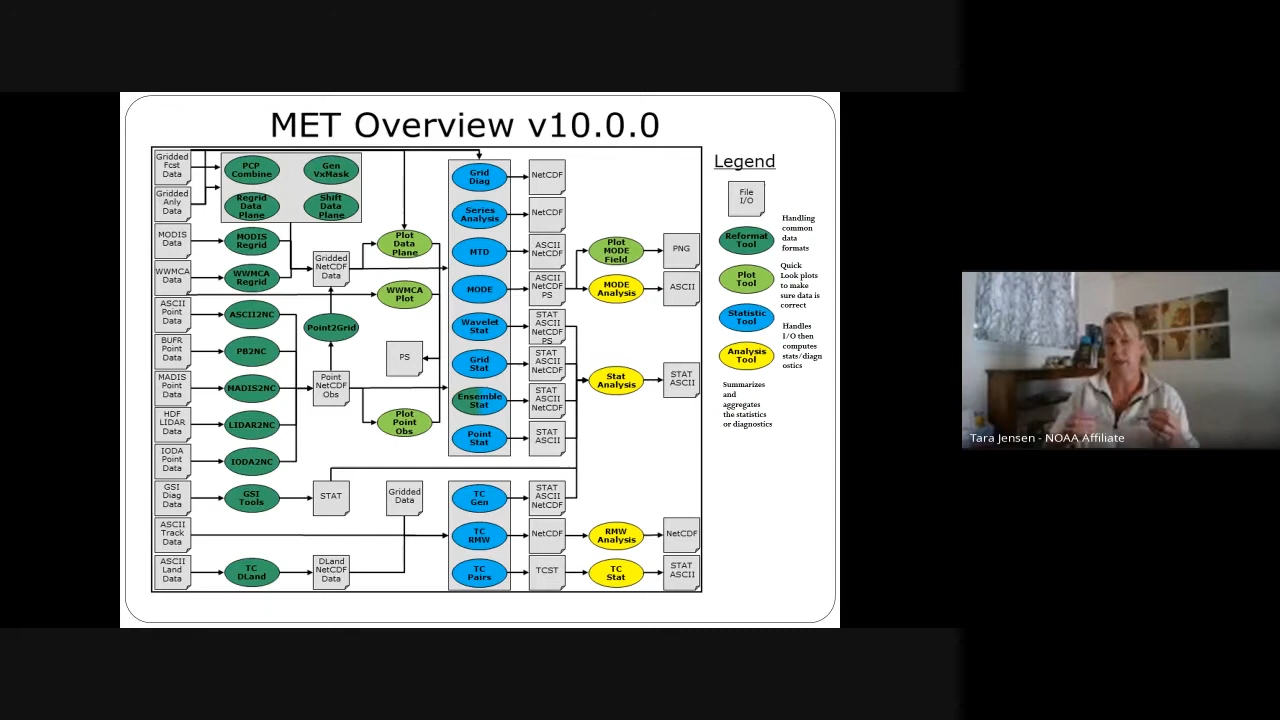 MET Overview v10.0.0
Gridded
Fcst
Data
Gridded
Anly
Data
MODIS
Data
WWMCA
Data
ASCII
Point
Data
BUFR
Point
Data
MADIS
Point
Data
HDF
LIDAR
Data
IODA
Point
Data
GSI
Diag
Data
ASCII
Track
Data
ASCII
Land
Data
PCP
Combine
Gen
VxMask
Regrid
Data
Plane
Shift
Data
Plane
MODIS
Regrid
WWMCA
Regrid
ASCII2NC
PB2NC
MADIS2NC
LIDAR2NC
IODA2NC
GSI
Tools
TC
DLand
Gridded
NetCDF
Data
Point2Grid
Point
NetCDF
Obs
STAT
DLand
NetCDF
Data
Plot
Data
Plane
WWMCA
Plot
PS
Plot
Point
Obs
Gridded
Data
Grid
Diag
Series
Analysis
MTD
MODE
Wavelet
Stat
Grid
Stat
Ensemble
Stat
Point
Stat
TC
Gen
TC
RMW
TC
Pairs
NetCDF
NetCDF
ASCII
NetCDF
ASCII
NetCDF
PS
STAT
ASCII
NetCDF
PS
STAT
ASCII
NetCDF
STAT
ASCII
NetCDF
STAT
ASCII
STAT
ASCII
NetCDF
NetCDF
TCST
Plot
MODE
Field
MODE
Analysis
Stat
Analysis
RMW
Analysis
TC
Stat
PNG
ASCII
STAT
ASCII
NetCDF
STAT
ASCII
Legend
File
I/O
Reformat
Tool
Handling
common
data
formats
Plot
Tool
Quick
Look plots
to make
sure data is
correct
Statistic
Tool
Handles
I/O then
computes
stats/diagn
ostics
Analysis
Tool
Summarizes
and
aggregates
the statistics
or diagnostics
Tara Jensen - NOAA Affiliate